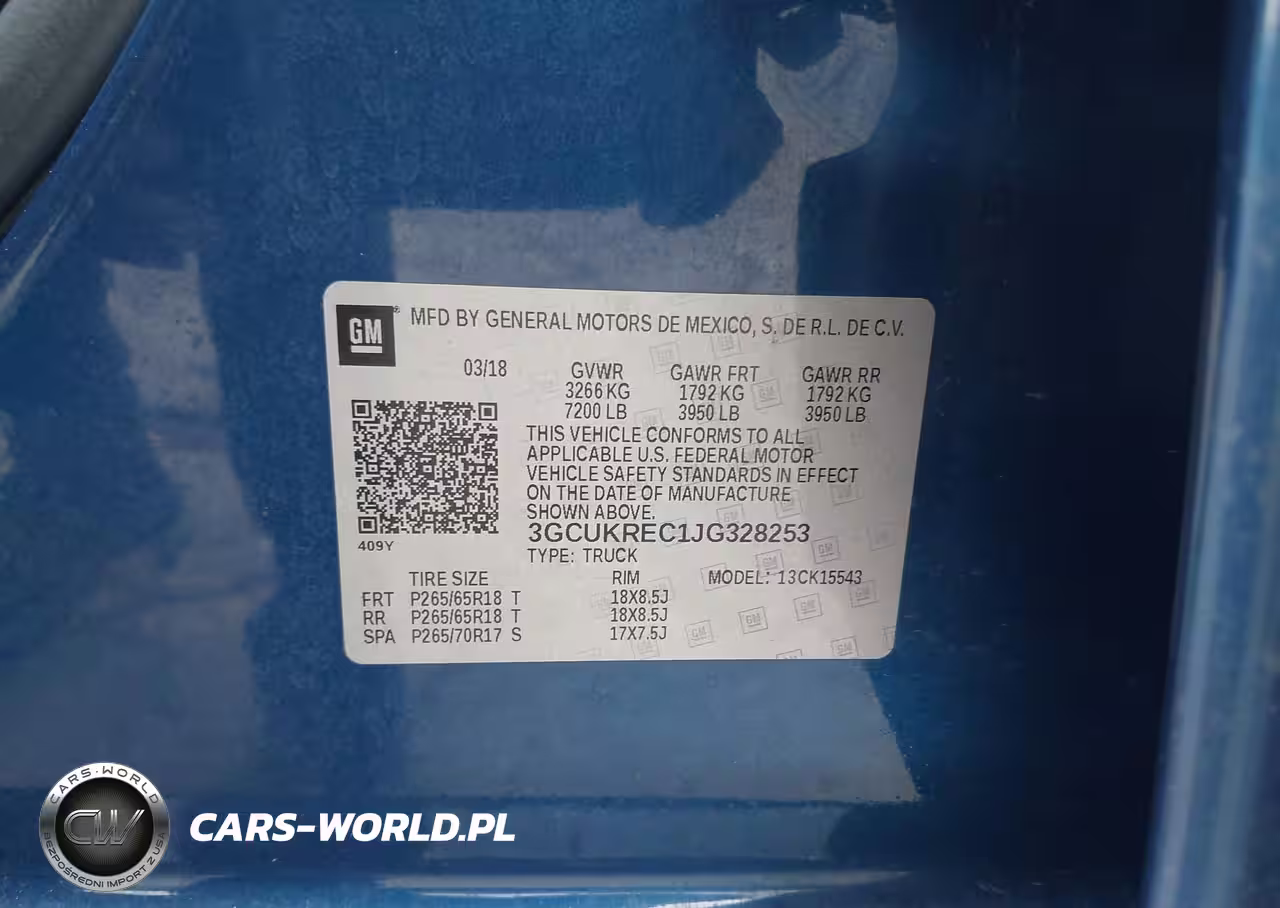 GM ®
MFD BY GENERAL MOTORS DE MEXICO, S. DE R.L. DE C.V.
03/18
GVWR GAWR FRT GAWR RR
3266 KG 1792 KG 1792 KG
7200 LB 3950 LB 3950 LB
THIS VEHICLE CONFORMS TO ALL
APPLICABLE U.S. FEDERAL MOTOR
VEHICLE SAFETY STANDARDS IN EFFECT
ON THE DATE OF MANUFACTURE
SHOWN ABOVE.
3GCUKREC1JG328253
409Y
TYPE: TRUCK
TIRE SIZE RIM MODEL: 13CK15543
FRT P265/65R18 T 18X8.5J
RR P265/65R18 T 18X8.5J
SPA P265/70R17 S 17X7.5J
CARS-WORLD
CW
BEZPOŚREDNI IMPORT Z USA
CARS-WORLD.PL